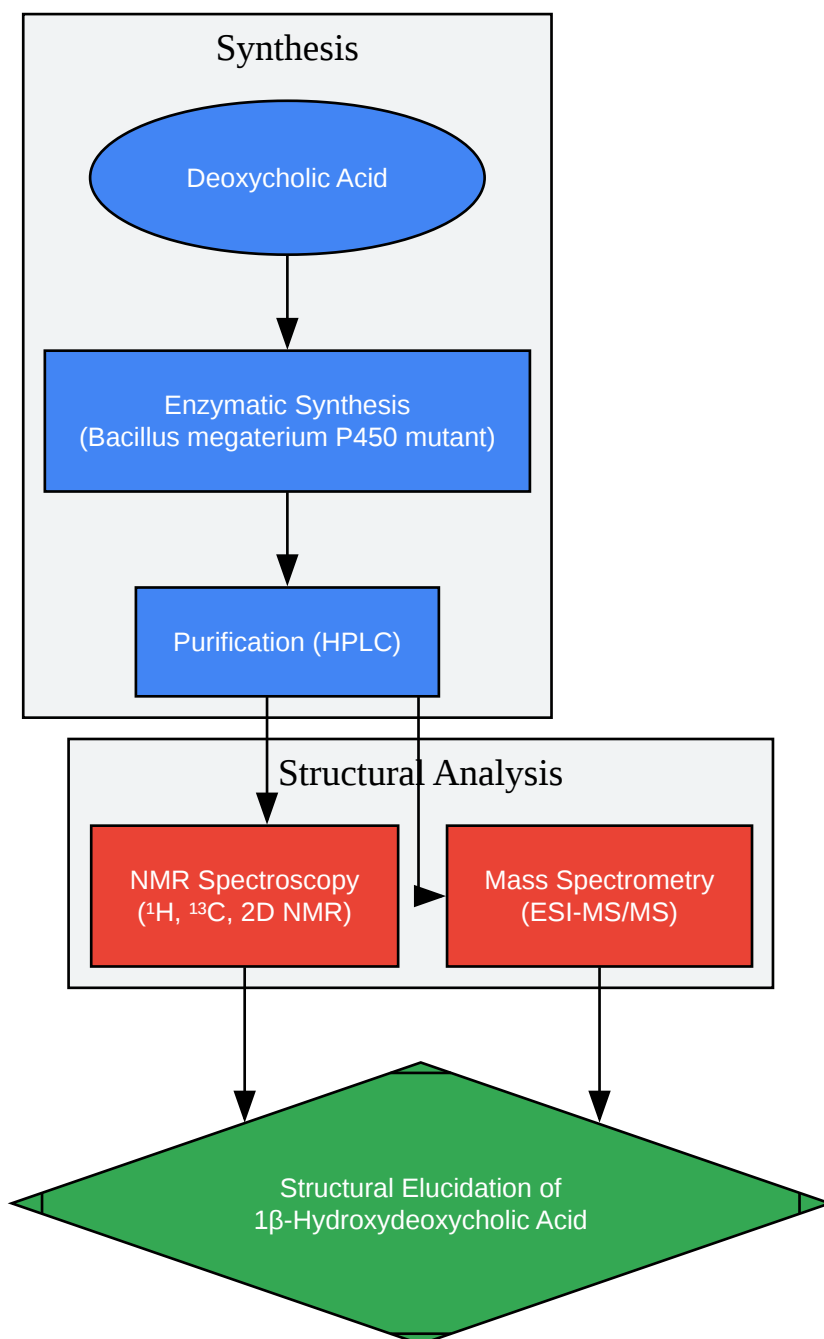 Synthesis
Deoxycholic Acid
Enzymatic Synthesis
(Bacillus megaterium P450 mutant)
Purification (HPLC)
Structural Analysis
NMR Spectroscopy
(¹H, ¹³C, 2D NMR)
Mass Spectrometry
(ESI-MS/MS)
Structural Elucidation of
1β-Hydroxydeoxycholic Acid